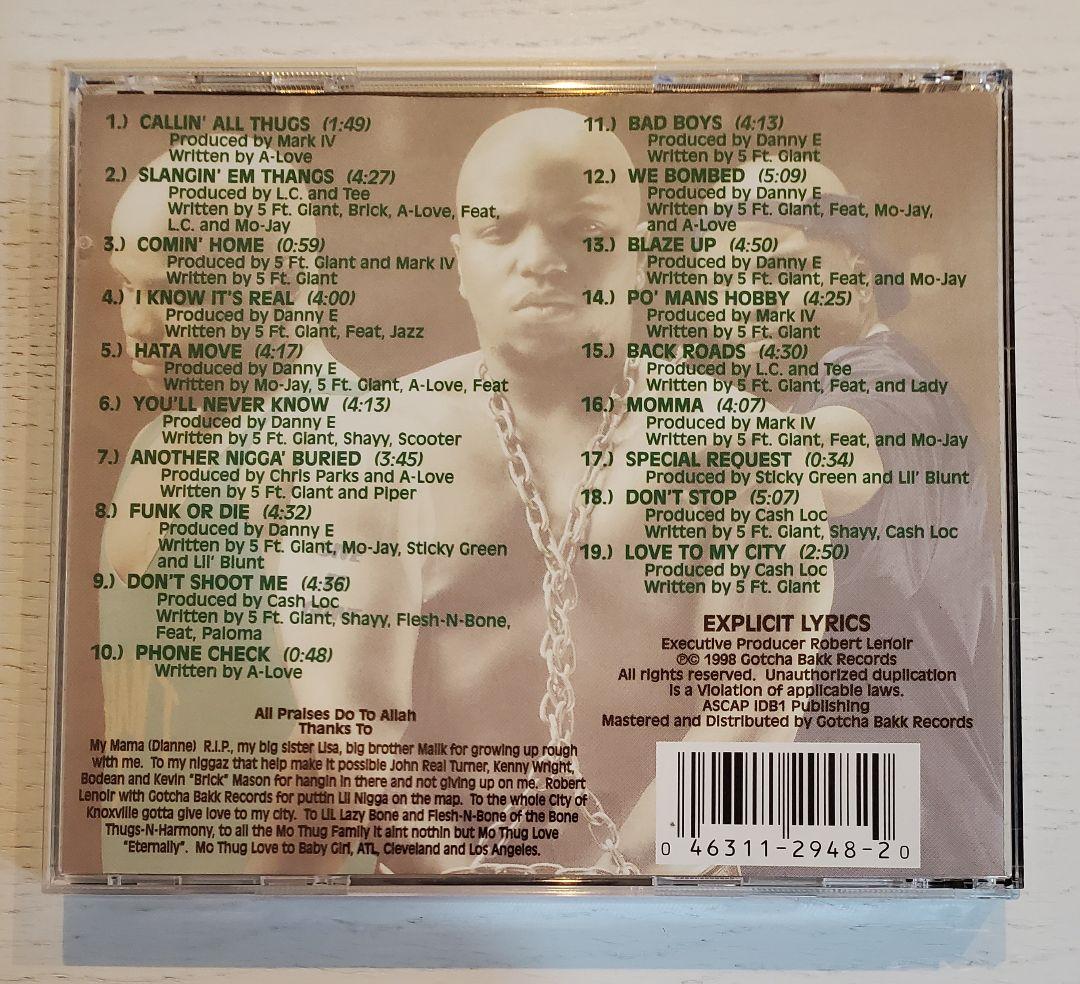 1.) CALLIN' ALL THUGS (1:49)
Produced by Mark IV
Written by A-Love
2.) SLANGIN' EM THANGS (4:27)
Produced by L.C. and Tee
Written by 5 Ft. Giant, Brick, A-Love, Feat,
L.C. and Mo-Jay
3.) COMIN' HOME (0:59)
Produced by 5 Ft. Giant and Mark IV
Written by 5 Ft. Giant
4.) I KNOW IT'S REAL (4:00)
Produced by Danny E
Written by 5 Ft. Giant, Feat, Jazz
5.) HATA MOVE (4:17)
Produced by Danny E
Written by Mo-Jay, 5 Ft. Giant, A-Love, Feat
6.) YOU'LL NEVER KNOW (4:13)
Produced by Danny E
Written by 5 Ft. Giant, Shayy, Scooter
7.) ANOTHER NIGGA' BURIED (3:45)
Produced by Chris Parks and A-Love
Written by 5 Ft. Giant and Piper
8.) FUNK OR DIE (4:32)
Produced by Danny E
Written by 5 Ft. Giant, Mo-Jay, Sticky Green
and Lil' Blunt
9.) DON'T SHOOT ME (4:36)
Produced by Cash Loc
Written by 5 Ft. Giant, Shayy, Flesh-N-Bone,
Feat, Paloma
10.) PHONE CHECK (0:48)
Written by A-Love
All Praises Do To Allah
Thanks To
My Mama (Dianne) R.I.P., my big sister Lisa, big brother Malik for growing up rough
with me. To my niggaz that help make it possible John Real Turner, Kenny Wright,
Bodean and Kevin "Brick" Mason for hangin in there and not giving up on me. Robert
Lenoir with Gotcha Bakk Records for puttin Lil Nigga on the map. To the whole City of
Knoxville gotta give love to my city. To LIL Lazy Bone and Flesh-N-Bone of the Bone
Thugs-N-Harmony, to all the Mo Thug Family it aint nothin but Mo Thug Love
"Eternally". Mo Thug Love to Baby Girl, ATL, Cleveland and Los Angeles.
11.) BAD BOYS (4:13)
Produced by Danny E
Written by 5 Ft. Giant
12.) WE BOMBED (5:09)
Produced by Danny E
Written by 5 Ft. Giant, Feat, Mo-Jay,
and A-Love
13.) BLAZE UP (4:50)
Produced by Danny E
Written by 5 Ft. Giant, Feat, and Mo-Jay
14.) PO' MANS HOBBY (4:25)
Produced by Mark IV
Written by 5 Ft. Giant
15.) BACK ROADS (4:30)
Produced by L.C. and Tee
Written by 5 Ft. Giant, Feat, and Lady
16.) MOMMA (4:07)
Produced by Mark IV
Written by 5 Ft. Giant, Feat, and Mo-Jay
17.) SPECIAL REQUEST (0:34)
Produced by Sticky Green and Lil' Blunt
18.) DON'T STOP (5:07)
Produced by Cash Loc
Written by 5 Ft. Giant, Shayy, Cash Loc
19.) LOVE TO MY CITY (2:50)
Produced by Cash Loc
Written by 5 Ft. Giant
EXPLICIT LYRICS
Executive Producer Robert Lenoir
℗© 1998 Gotcha Bakk Records
All rights reserved. Unauthorized duplication
is a Violation of applicable laws.
ASCAP IDB1 Publishing
Mastered and Distributed by Gotcha Bakk Records
0 46311-2948-2 0